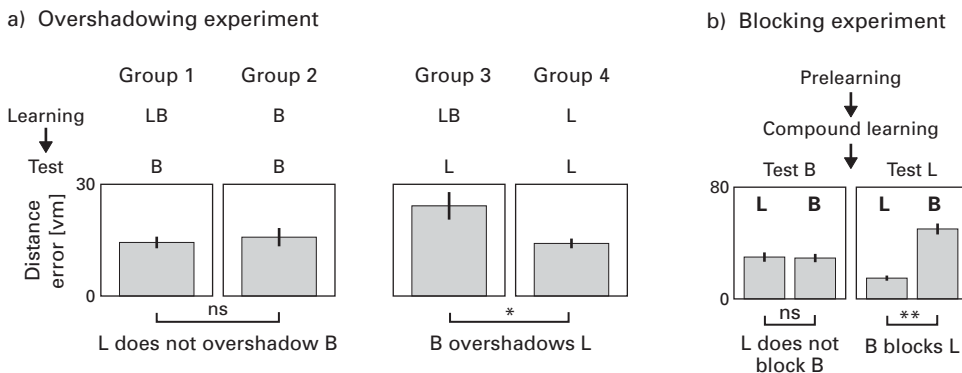 a) Overshadowing experiment
Group 1 Group 2 Group 3 Group 4
Learning LB B LB L
Test B B L L
30
Distance
error [vm]
0
ns
*
L does not overshadow B
B overshadows L
b) Blocking experiment
Prelearning
Compound learning
Test B Test L
80
L B L B
0
ns
**
L does not
block B
B blocks L